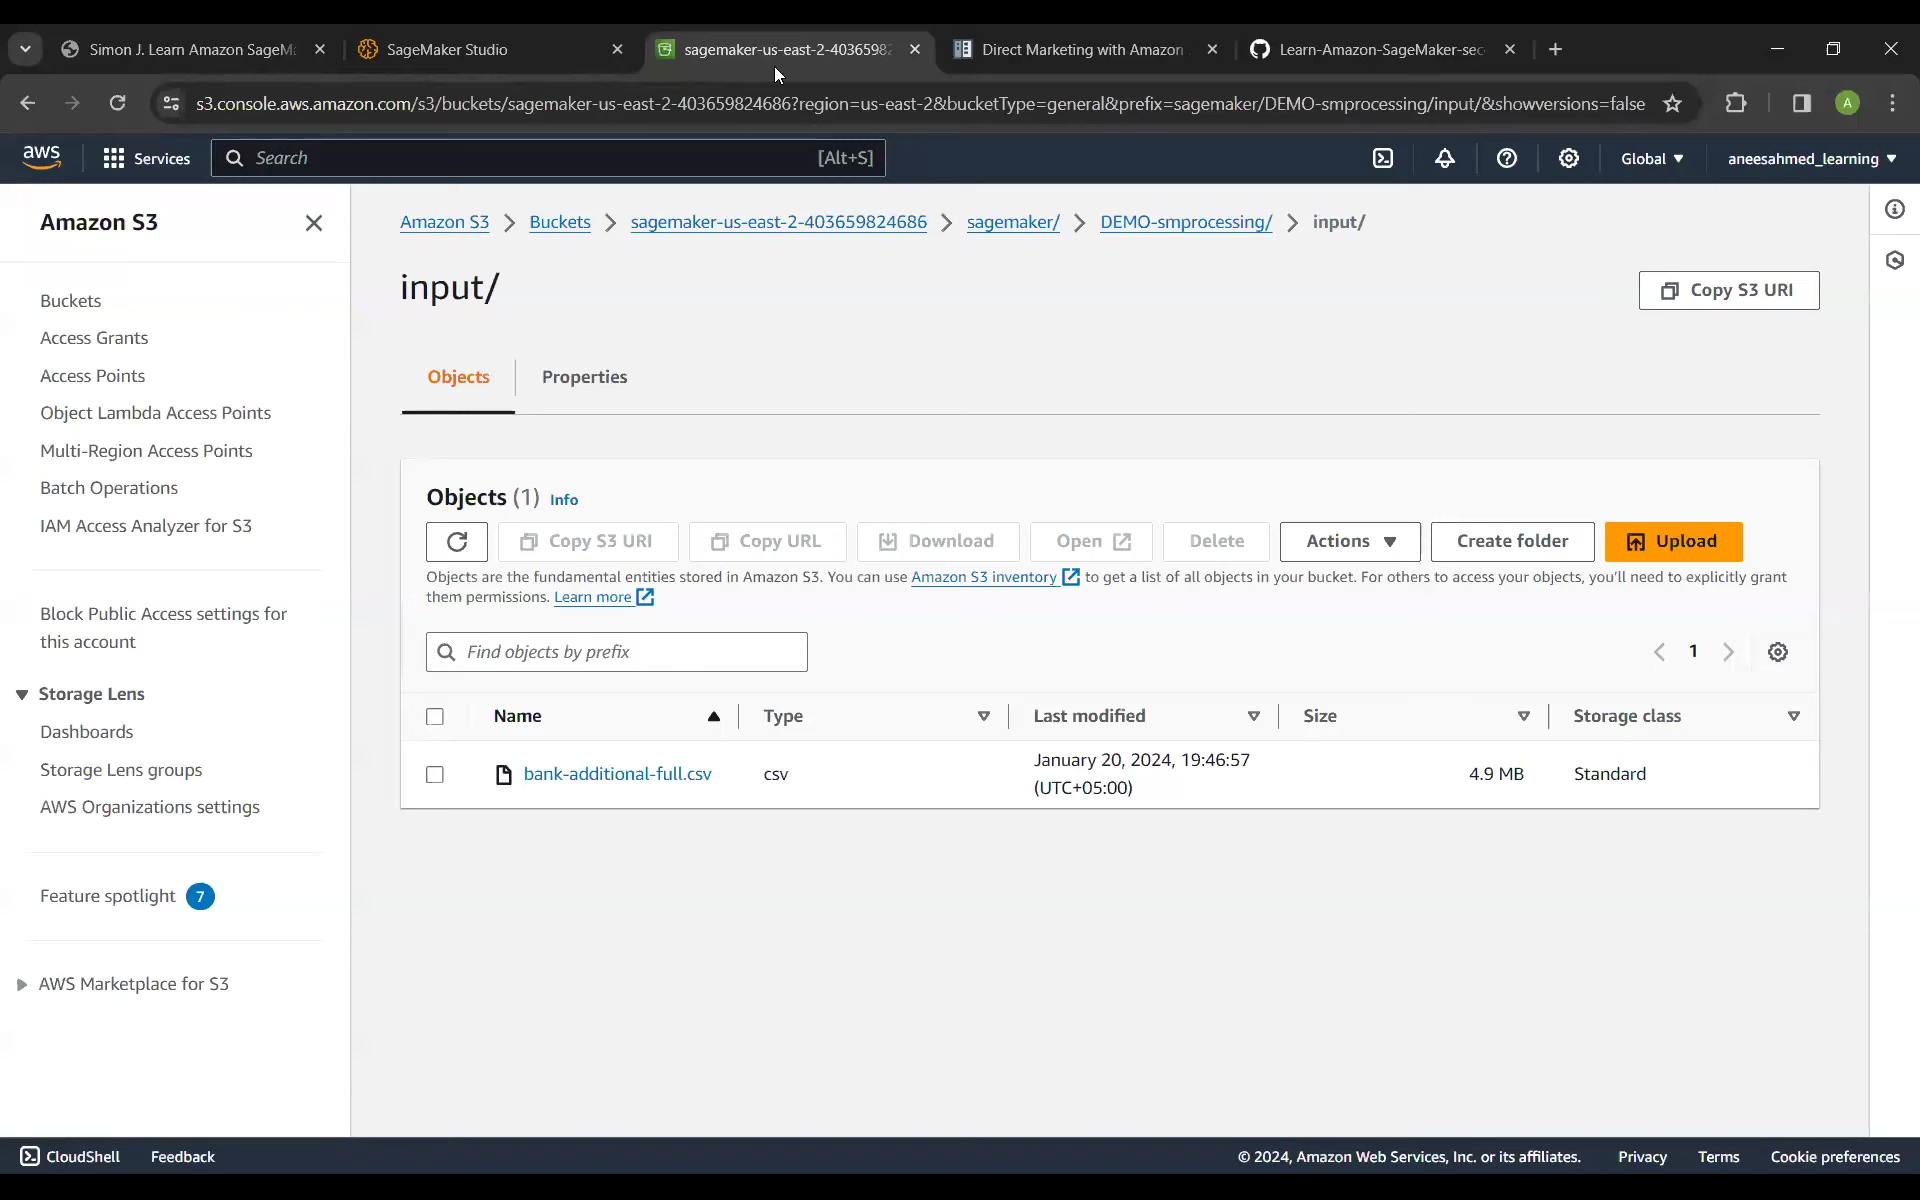 Simon J. Learn Amazon SageMa
SageMaker Studio
sagemaker-us-east-2-40365982
Direct Marketing with Amazon
Learn-Amazon-SageMaker-sec
s3.console.aws.amazon.com/s3/buckets/sagemaker-us-east-2-403659824686?region=us-east-2&bucketType=general&prefix=sagemaker/DEMO-smprocessing/input/&showversions=false
A
aws
Services
Search
[Alt+S]
Global
aneesahmed_learning
Amazon S3
Buckets
Access Grants
Access Points
Object Lambda Access Points
Multi-Region Access Points
Batch Operations
IAM Access Analyzer for S3
Block Public Access settings for
this account
Storage Lens
Dashboards
Storage Lens groups
AWS Organizations settings
Feature spotlight 7
AWS Marketplace for S3
Amazon S3 > Buckets > sagemaker-us-east-2-403659824686 > sagemaker/ > DEMO-smprocessing/ > input/
input/
Copy S3 URI
Objects
Properties
Objects (1) Info
Copy S3 URI
Copy URL
Download
Open
Delete
Actions
Create folder
Upload
Objects are the fundamental entities stored in Amazon S3. You can use Amazon S3 inventory to get a list of all objects in your bucket. For others to access your objects, you'll need to explicitly grant
them permissions. Learn more
Find objects by prefix
1
Name
Type
Last modified
Size
Storage class
bank-additional-full.csv
csv
January 20, 2024, 19:46:57
(UTC+05:00)
4.9 MB
Standard
CloudShell
Feedback
© 2024, Amazon Web Services, Inc. or its affiliates.
Privacy
Terms
Cookie preferences